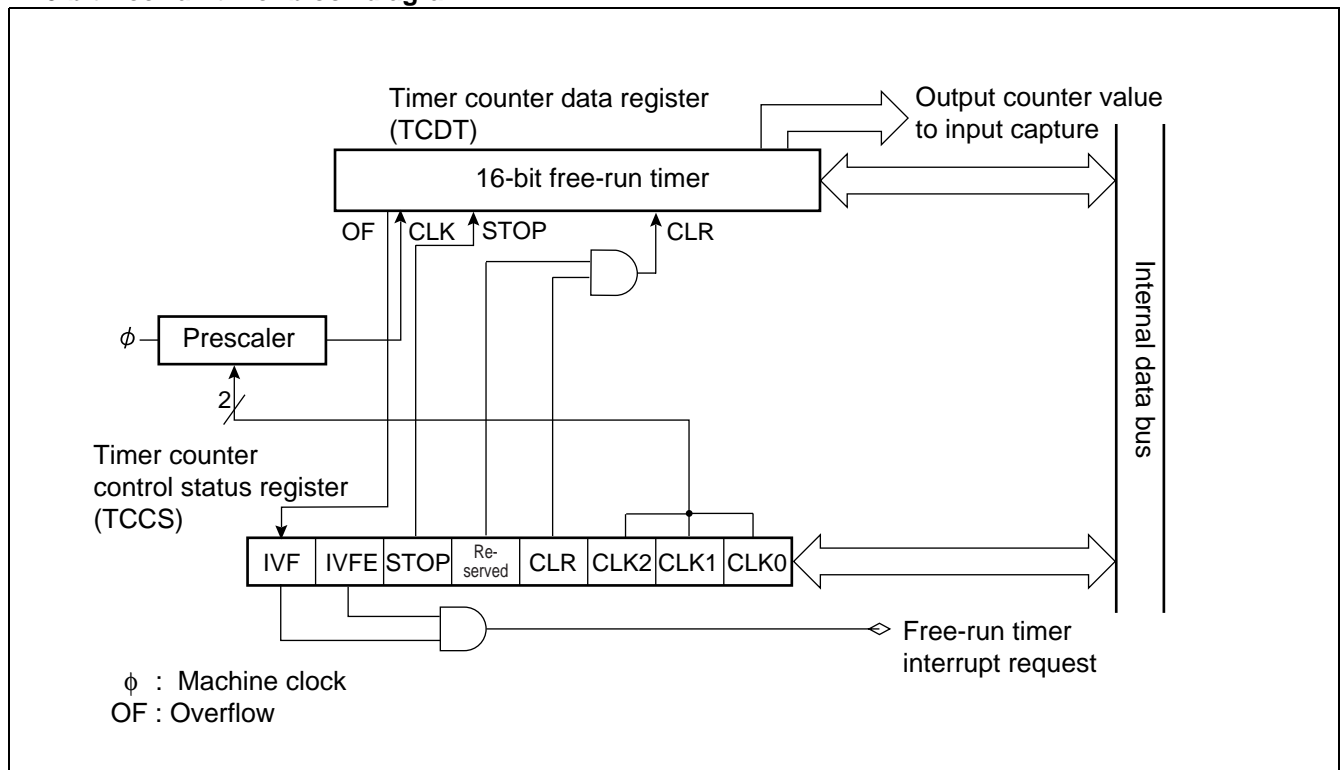 Timer counter data register
(TCDT)
Output counter value
to input capture
16-bit free-run timer
OF CLK STOP CLR
Internal data bus
ϕ Prescaler
2
Timer counter
control status register
(TCCS)
IVF IVFE STOP Re-
served CLR CLK2 CLK1 CLK0
Free-run timer
interrupt request
ϕ : Machine clock
OF : Overflow